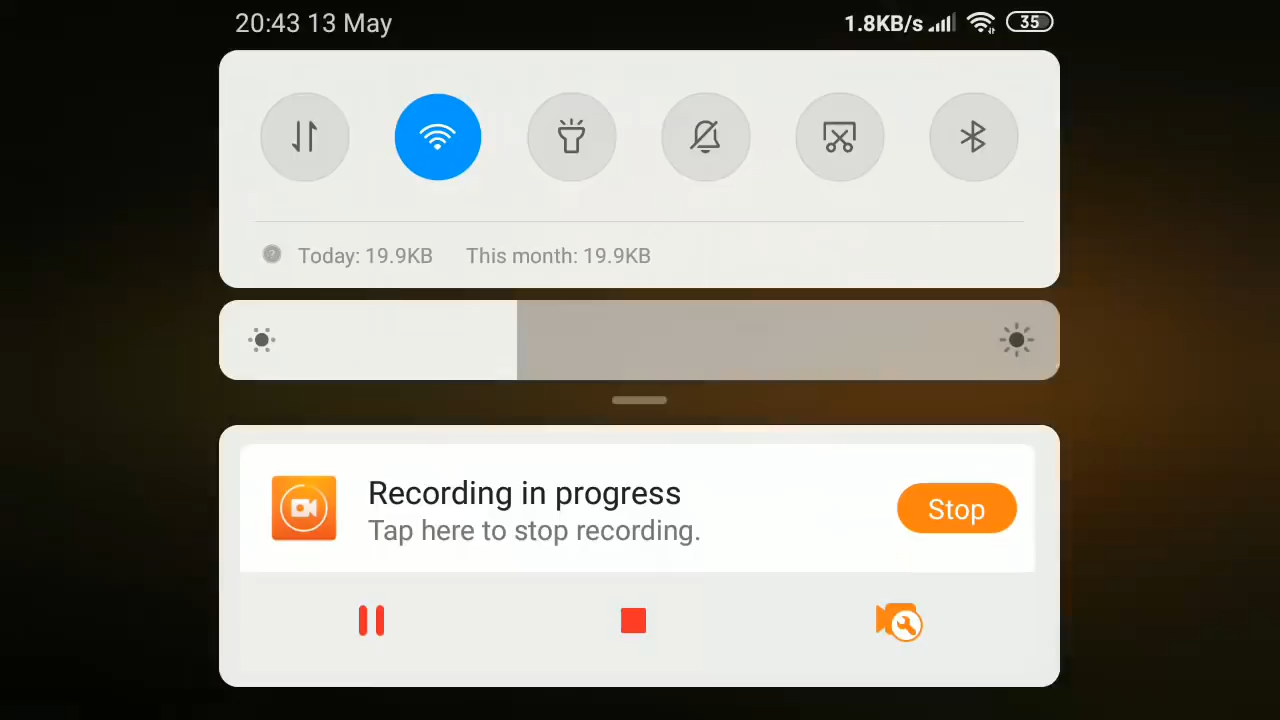 20:43 13 May 1.8KB/s 35
Today: 19.9KB This month: 19.9KB
Recording in progress
Tap here to stop recording.
Stop